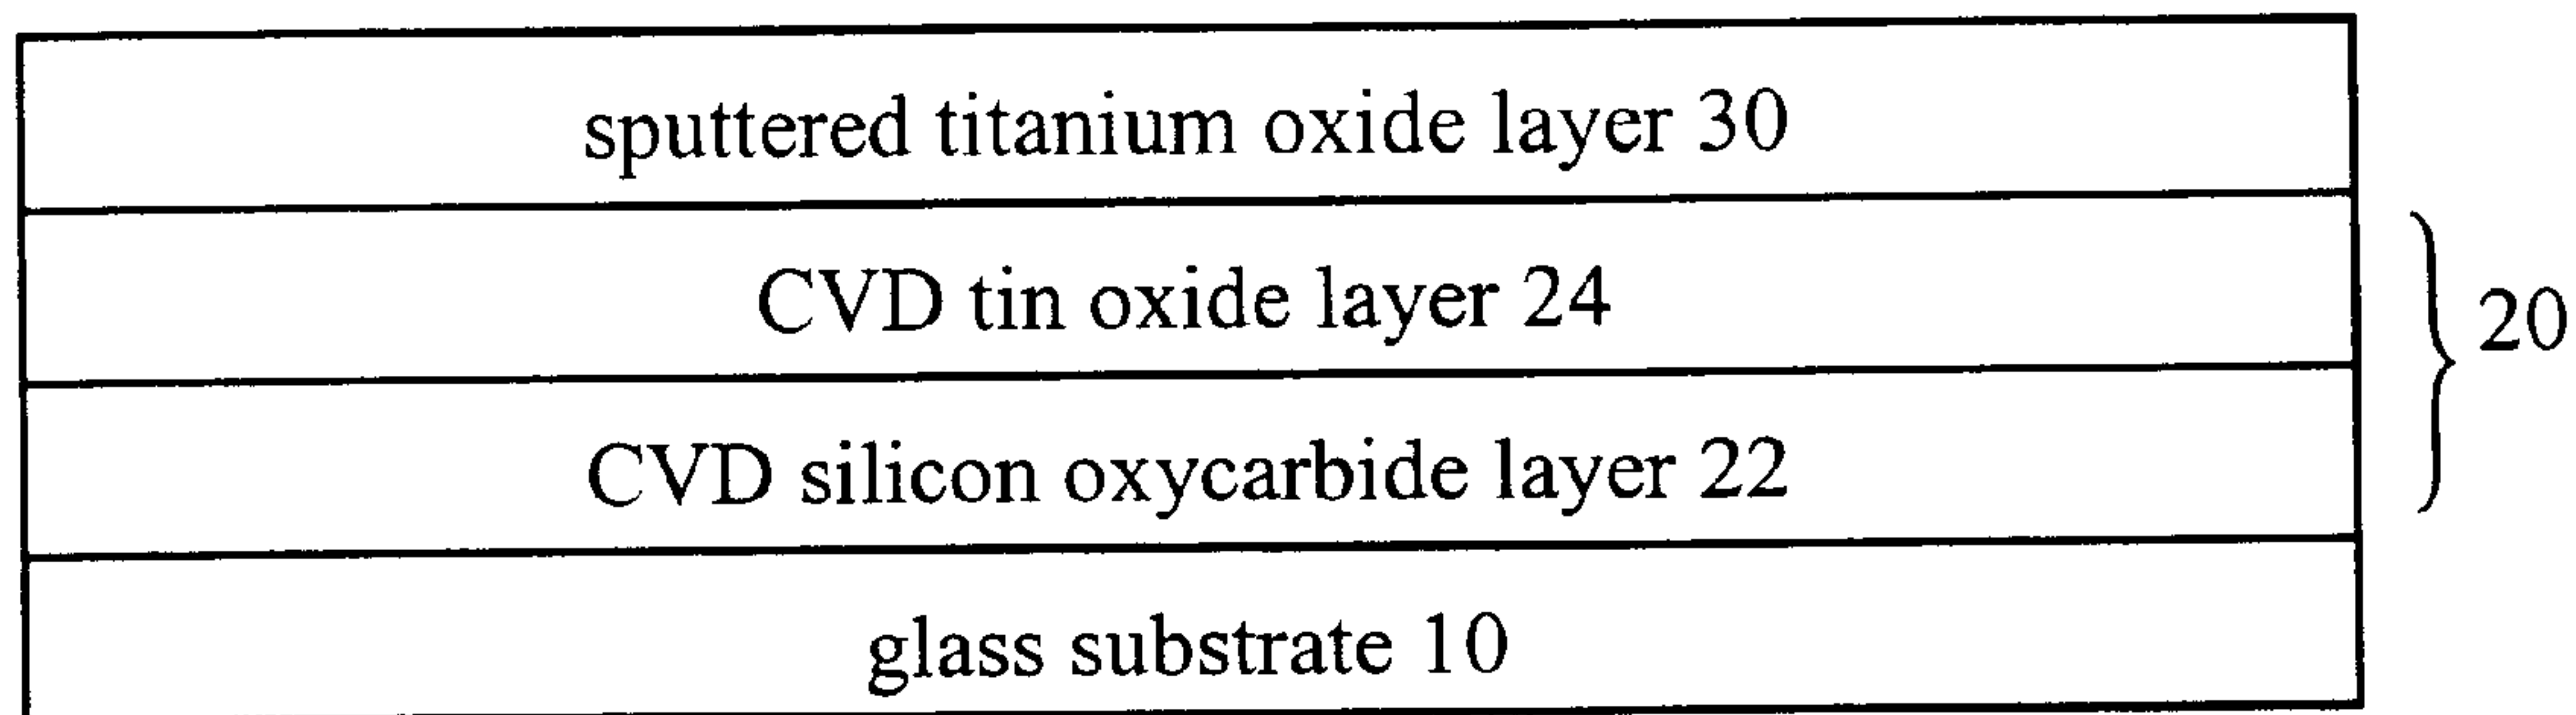 sputtered titanium oxide layer 30
CVD tin oxide layer 24
20
CVD silicon oxycarbide layer 22
glass substrate 10